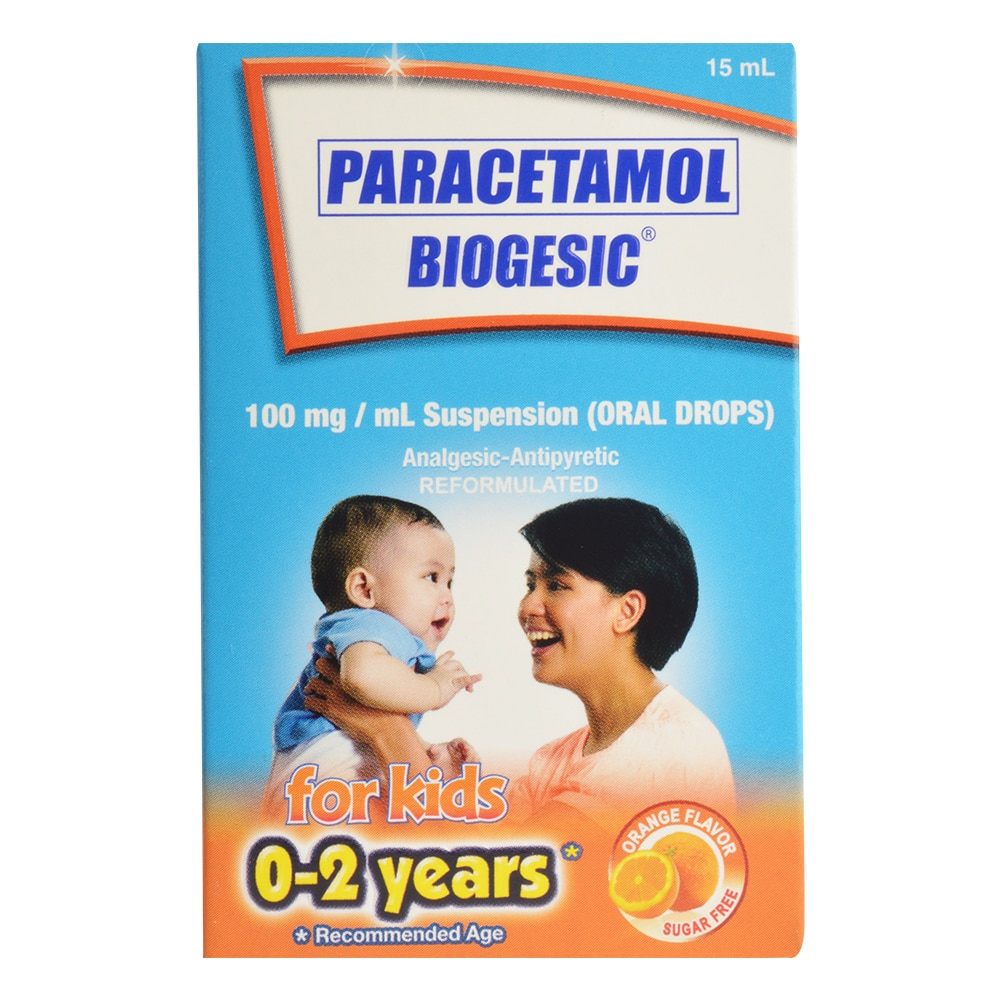 15 mL
PARACETAMOL
BIOGESIC®
100 mg / mL Suspension (ORAL DROPS)
Analgesic-Antipyretic
REFORMULATED
for kids
0-2 years*
* Recommended Age
ORANGE FLAVOR
SUGAR FREE